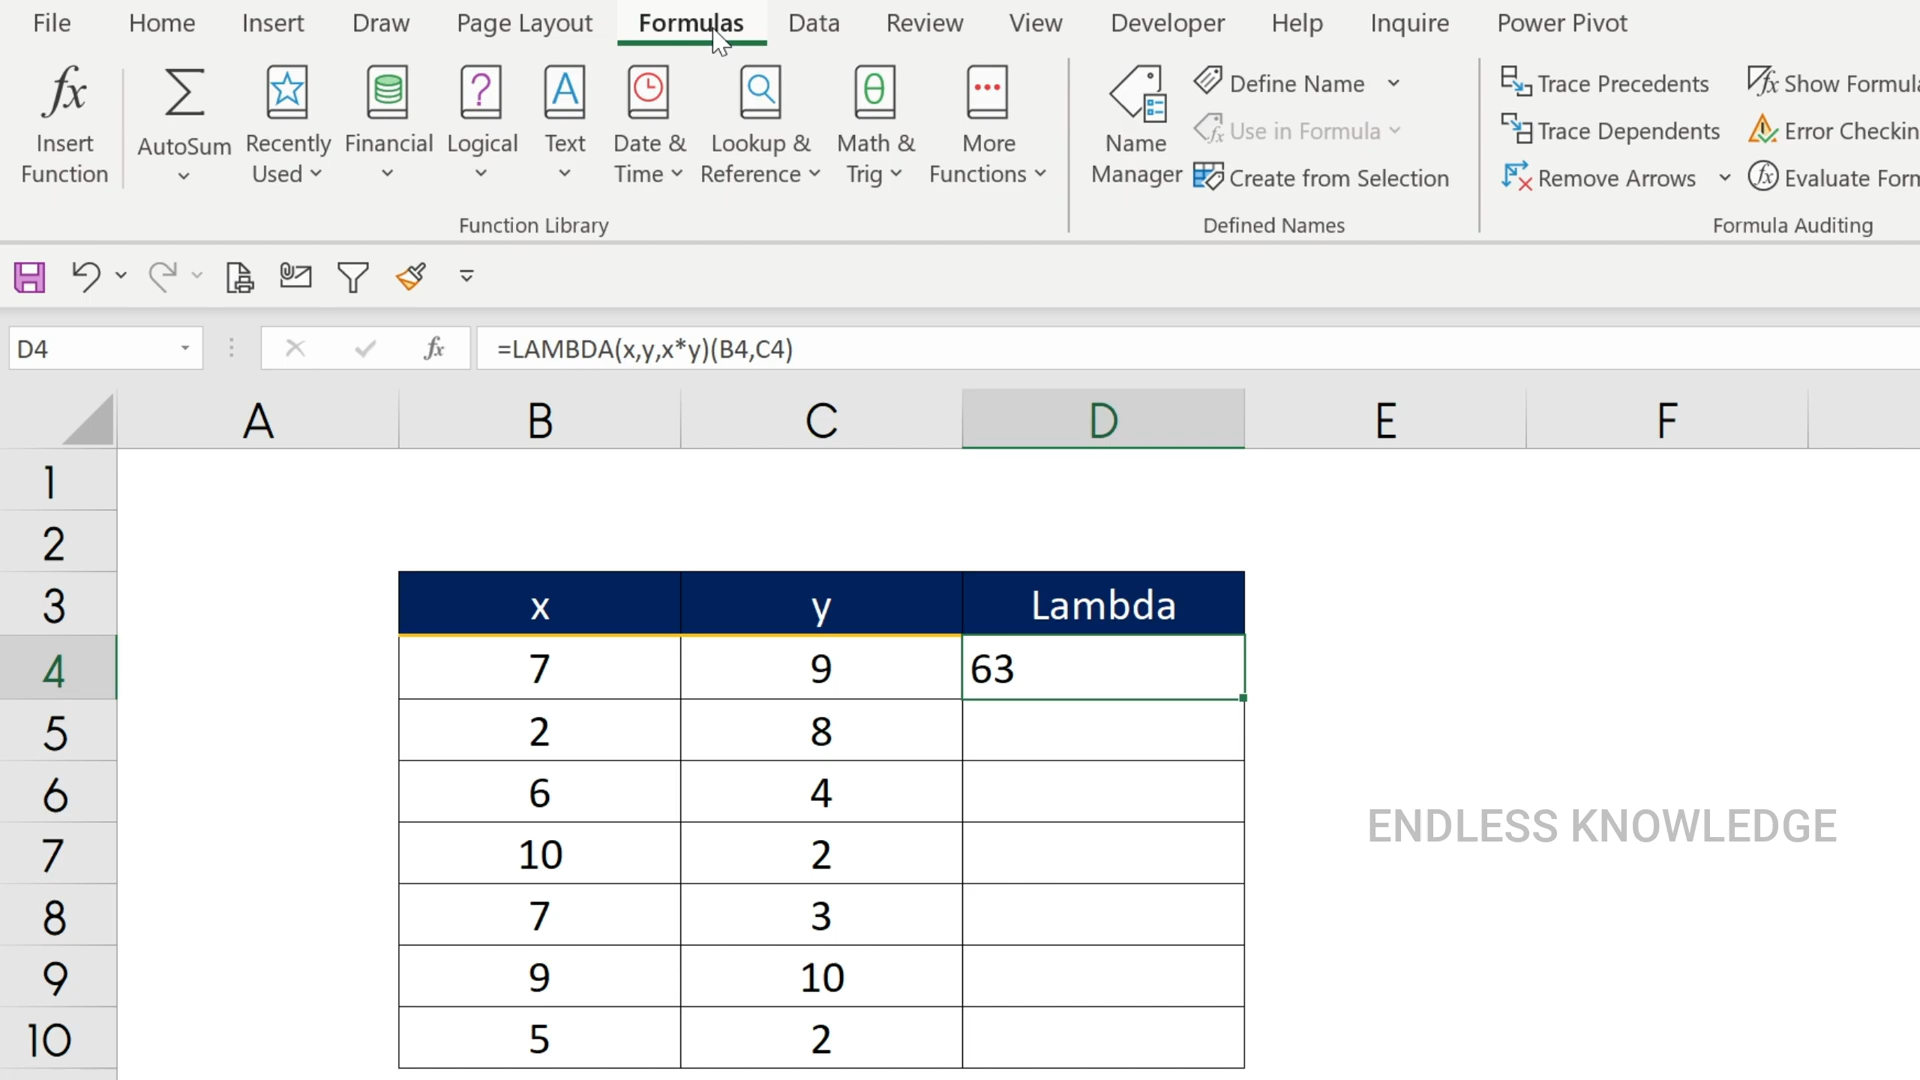 File Home Insert Draw Page Layout Formulas Data Review View Developer Help Inquire Power Pivot
Insert Function
AutoSum
Recently Used
Financial
Logical
Text
Date & Time
Lookup & Reference
Math & Trig
More Functions
Function Library
Name Manager
Define Name
Use in Formula
Create from Selection
Defined Names
Trace Precedents
Trace Dependents
Remove Arrows
Show Formula
Error Checkin
Evaluate Form
Formula Auditing
D4 fx =LAMBDA(x,y,x*y)(B4,C4)
A B C D E F
1
2
3 x y Lambda
4 7 9 63
5 2 8
6 6 4
7 10 2
8 7 3
9 9 10
10 5 2
ENDLESS KNOWLEDGE